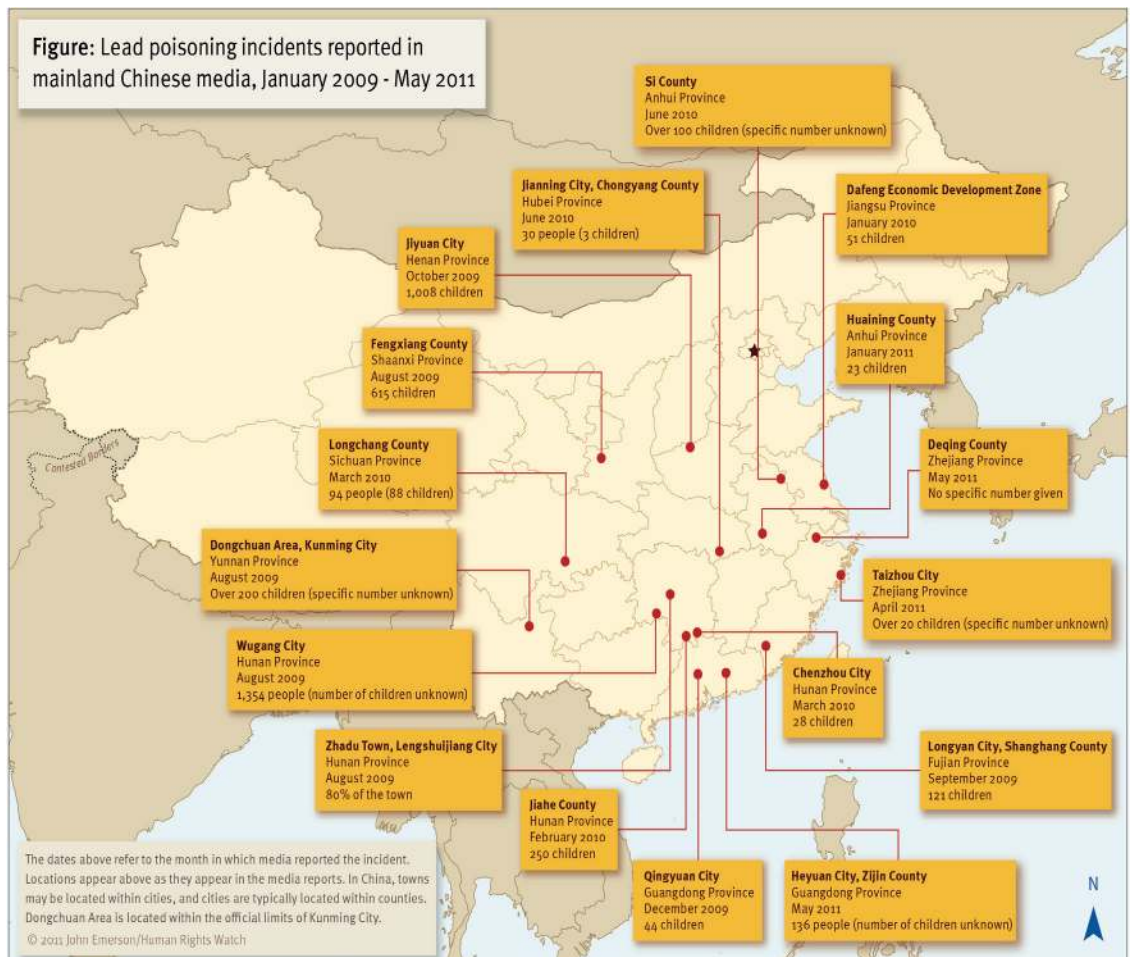 Figure: Lead poisoning incidents reported in
mainland Chinese media, January 2009 - May 2011
Si County
Anhui Province
June 2010
Over 100 children (specific number unknown)
Jianning City, Chongyang County
Hubei Province
June 2010
30 people (3 children)
Dafeng Economic Development Zone
Jiangsu Province
January 2010
51 children
Jiyuan City
Henan Province
October 2009
1,008 children
Huaining County
Anhui Province
January 2011
23 children
Fengxiang County
Shaanxi Province
August 2009
615 children
Contested Borders
Longchang County
Sichuan Province
March 2010
94 people (88 children)
Deqing County
Zhejiang Province
May 2011
No specific number given
Dongchuan Area, Kunming City
Yunnan Province
August 2009
Over 200 children (specific number unknown)
Taizhou City
Zhejiang Province
April 2011
Over 20 children (specific number unknown)
Wugang City
Hunan Province
August 2009
1,354 people (number of children unknown)
Chenzhou City
Hunan Province
March 2010
28 children
Zhadu Town, Lengshuijiang City
Hunan Province
August 2009
80% of the town
Longyan City, Shanghang County
Fujian Province
September 2009
121 children
Jiahe County
Hunan Province
February 2010
250 children
Qingyuan City
Guangdong Province
December 2009
44 children
Heyuan City, Zijin County
Guangdong Province
May 2011
136 people (number of children unknown)
N
The dates above refer to the month in which media reported the incident.
Locations appear above as they appear in the media reports. In China, towns
may be located within cities, and cities are typically located within counties.
Dongchuan Area is located within the official limits of Kunming City.
© 2011 John Emerson/Human Rights Watch